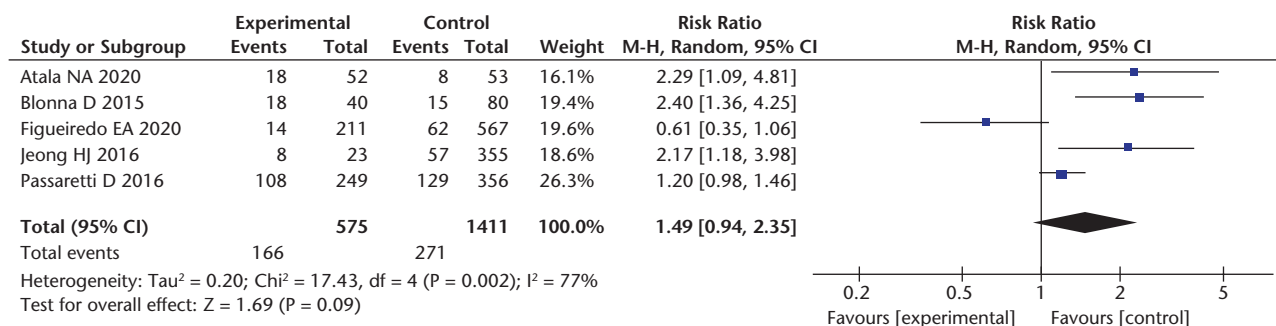 Experimental Control Risk Ratio Risk Ratio
Study or Subgroup Events Total Events Total Weight M-H, Random, 95% CI M-H, Random, 95% CI
Atala NA 2020 18 52 8 53 16.1% 2.29 [1.09, 4.81]
Blonna D 2015 18 40 15 80 19.4% 2.40 [1.36, 4.25]
Figueiredo EA 2020 14 211 62 567 19.6% 0.61 [0.35, 1.06]
Jeong HJ 2016 8 23 57 355 18.6% 2.17 [1.18, 3.98]
Passaretti D 2016 108 249 129 356 26.3% 1.20 [0.98, 1.46]
Total (95% CI) 575 1411 100.0% 1.49 [0.94, 2.35]
Total events 166 271
Heterogeneity: Tau² = 0.20; Chi² = 17.43, df = 4 (P = 0.002); I² = 77%
Test for overall effect: Z = 1.69 (P = 0.09)
0.2 0.5 1 2 5
Favours [experimental] Favours [control]